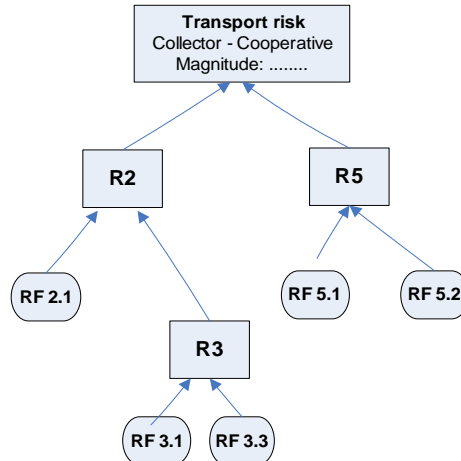 Transport risk
Collector - Cooperative
Magnitude: ........
R2
R5
RF 2.1
RF 5.1
RF 5.2
R3
RF 3.1
RF 3.3